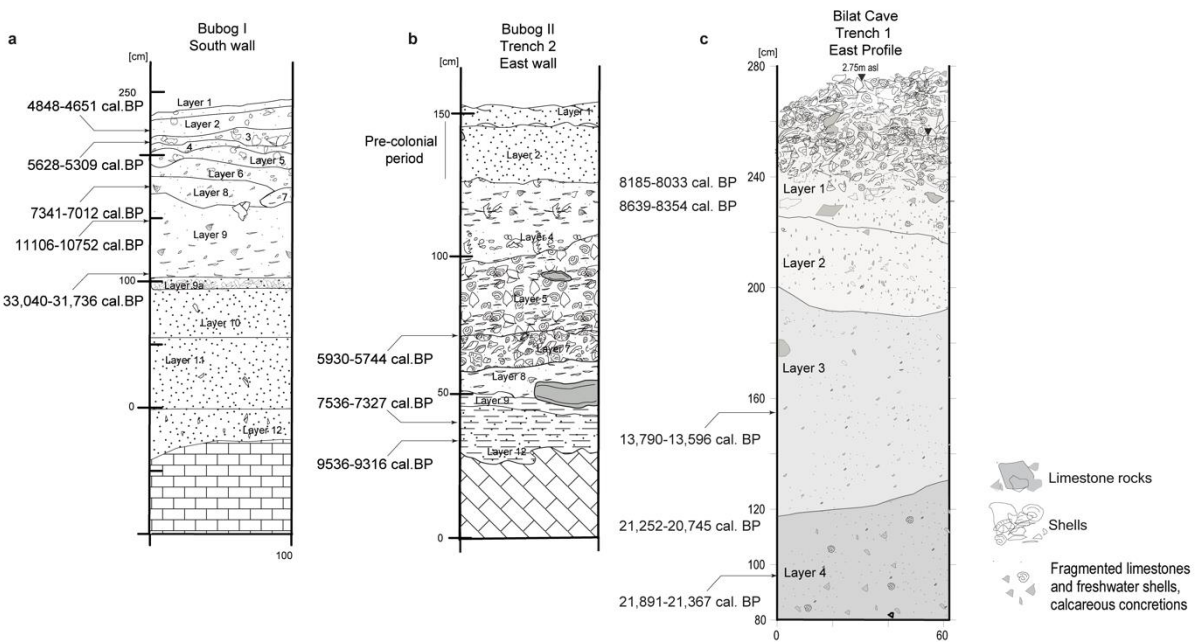 a
Bubog I
South wall
[cm]
250
4848-4651 cal.BP
Layer 1
Layer 2
3
4
5628-5309 cal.BP
Layer 5
Layer 6
Layer 8
7
7341-7012 cal.BP
11106-10752 cal.BP
Layer 9
100
33,040-31,736 cal.BP
Layer 9a
Layer 10
Layer 11
0
Layer 12
100
b
Bubog II
Trench 2
East wall
[cm]
150
Pre-colonial
period
Layer 1
Layer 2
Layer 4
100
Layer 5
5930-5744 cal.BP
Layer 7
Layer 8
50
Layer 9
7536-7327 cal.BP
9536-9316 cal.BP
Layer 12
0
c
Bilat Cave
Trench 1
East Profile
[cm]
280
2.75m asl
260
240
8185-8033 cal. BP
Layer 1
8639-8354 cal. BP
220
Layer 2
200
180
Layer 3
160
13,790-13,596 cal. BP
140
120
21,252-20,745 cal. BP
100
Layer 4
21,891-21,367 cal. BP
80
0
60
Limestone rocks
Shells
Fragmented limestones
and freshwater shells,
calcareous concretions